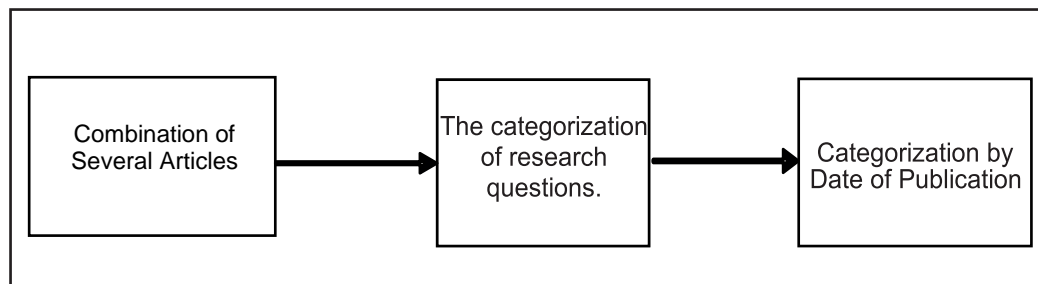 Combination of
Several Articles
The categorization
of research
questions.
Categorization by
Date of Publication